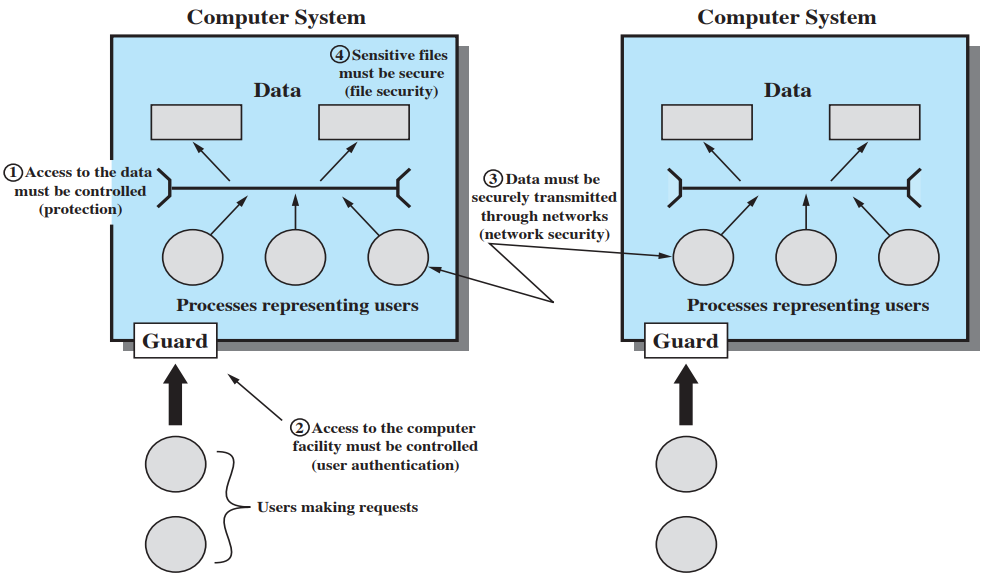 Computer System
④ Sensitive files
must be secure
(file security)
Data
① Access to the data
must be controlled
(protection)
Processes representing users
Guard
② Access to the computer
facility must be controlled
(user authentication)
Users making requests
③ Data must be
securely transmitted
through networks
(network security)
Computer System
Data
Processes representing users
Guard